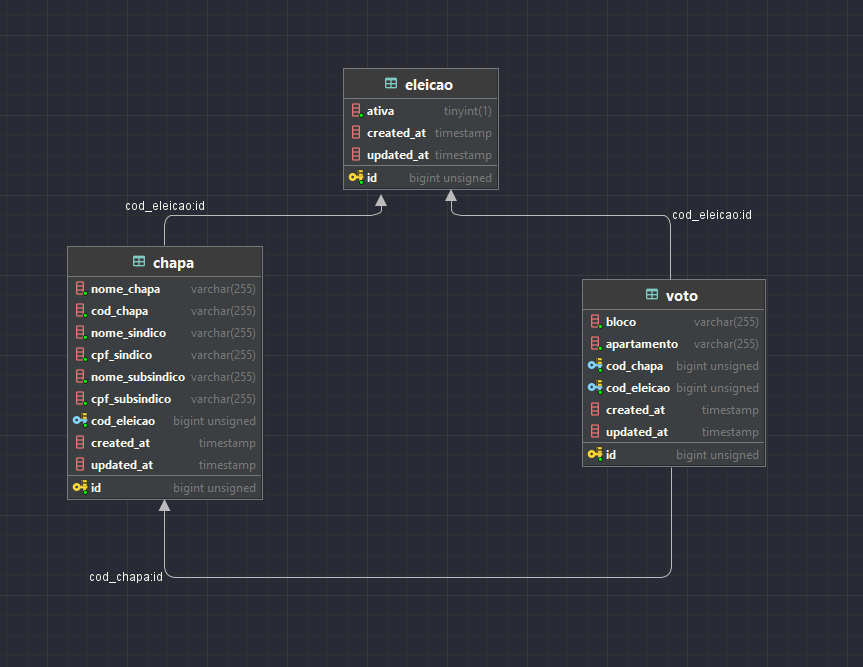 eleicao
ativa tinyint(1)
created_at timestamp
updated_at timestamp
id bigint unsigned
cod_eleicao:id
cod_eleicao:id
chapa
nome_chapa varchar(255)
cod_chapa varchar(255)
nome_sindico varchar(255)
cpf_sindico varchar(255)
nome_subsindico varchar(255)
cpf_subsindico varchar(255)
cod_eleicao bigint unsigned
created_at timestamp
updated_at timestamp
id bigint unsigned
voto
bloco varchar(255)
apartamento varchar(255)
cod_chapa bigint unsigned
cod_eleicao bigint unsigned
created_at timestamp
updated_at timestamp
id bigint unsigned
cod_chapa:id